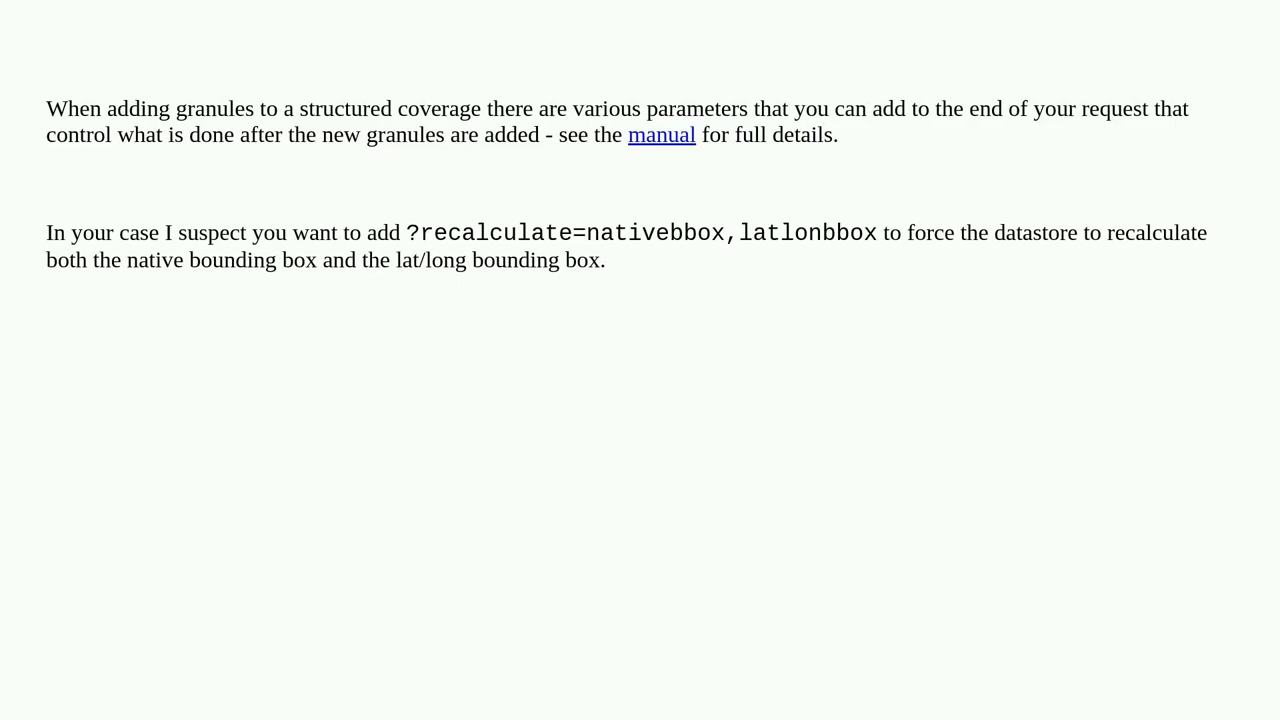 When adding granules to a structured coverage there are various parameters that you can add to the end of your request that
control what is done after the new granules are added - see the manual for full details.
In your case I suspect you want to add ?recalculate=nativebbox,latlonbbox to force the datastore to recalculate
both the native bounding box and the lat/long bounding box.